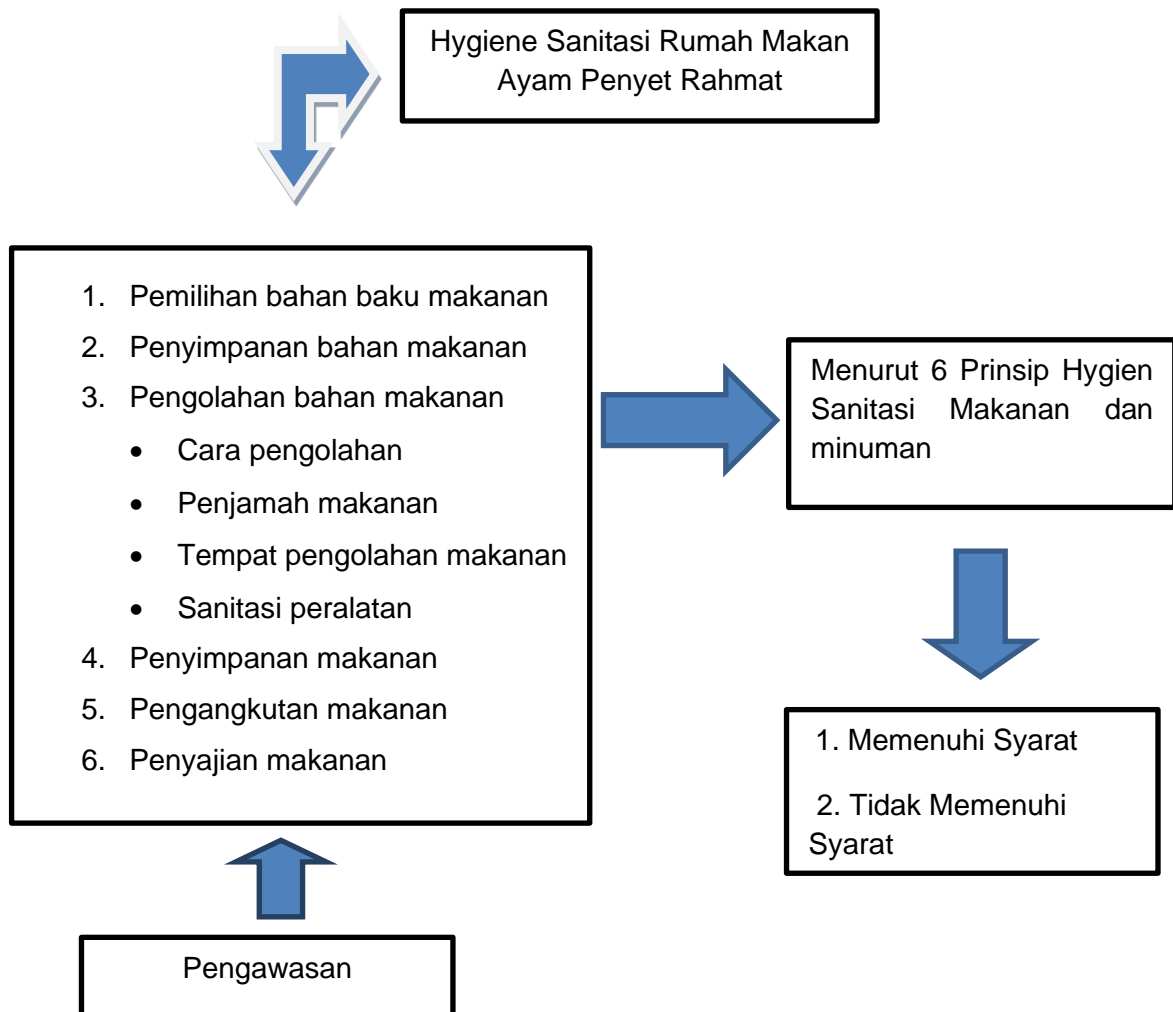 Hygiene Sanitasi Rumah Makan
Ayam Penyet Rahmat
1. Pemilihan bahan baku makanan
2. Penyimpanan bahan makanan
3. Pengolahan bahan makanan
• Cara pengolahan
• Penjamah makanan
• Tempat pengolahan makanan
• Sanitasi peralatan
4. Penyimpanan makanan
5. Pengangkutan makanan
6. Penyajian makanan
Menurut 6 Prinsip Hygien
Sanitasi Makanan dan
minuman
1. Memenuhi Syarat
2. Tidak Memenuhi
Syarat
Pengawasan